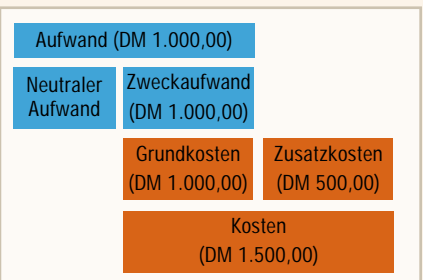 Aufwand (DM 1.000,00)
Neutraler
Aufwand
Zweckaufwand
(DM 1.000,00)
Grundkosten
(DM 1.000,00)
Zusatzkosten
(DM 500,00)
Kosten
(DM 1.500,00)